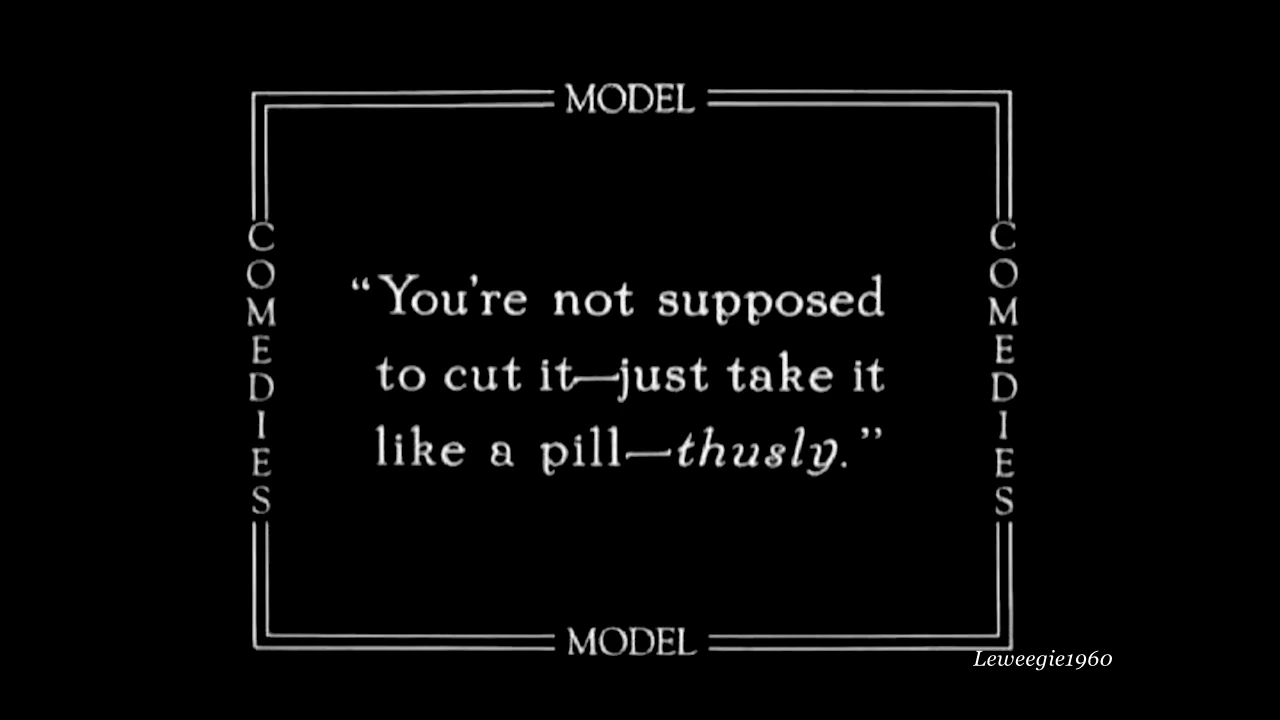 MODEL
COMEDIES
COMEDIES
“You’re not supposed
to cut it—just take it
like a pill—thusly.”
MODEL
Leweegie1960